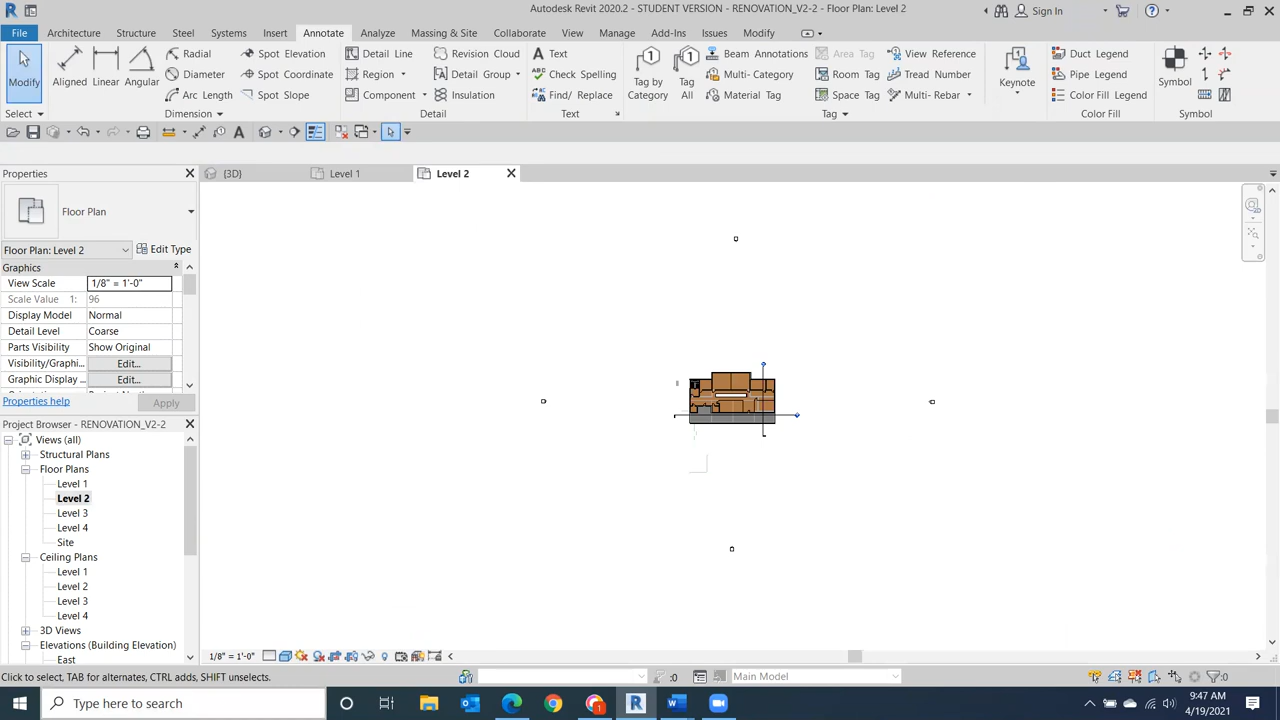 Autodesk Revit 2020.2 - STUDENT VERSION - RENOVATION_V2-2 - Floor Plan: Level 2
Sign In
File Architecture Structure Steel Systems Insert Annotate Analyze Massing & Site Collaborate View Manage Add-Ins Issues Modify
Modify Aligned Linear Angular Radial Spot Elevation Detail Line Revision Cloud Text Tag by Category Tag All Beam Annotations Area Tag View Reference Keynote Duct Legend Symbol
Diameter Spot Coordinate Region Detail Group Check Spelling Multi- Category Room Tag Tread Number Pipe Legend
Arc Length Spot Slope Component Insulation Find/ Replace Material Tag Space Tag Multi- Rebar Color Fill Legend
Select Dimension Detail Text Tag Color Fill Symbol
Properties
{3D} Level 1 Level 2
Floor Plan
Floor Plan: Level 2 Edit Type
Graphics
View Scale 1/8" = 1'-0"
Scale Value 1: 96
Display Model Normal
Detail Level Coarse
Parts Visibility Show Original
Visibility/Graphi... Edit...
Graphic Display ... Edit...
Properties help Apply
Project Browser - RENOVATION_V2-2
Views (all)
Structural Plans
Floor Plans
Level 1
Level 2
Level 3
Level 4
Site
Ceiling Plans
Level 1
Level 2
Level 3
Level 4
3D Views
Elevations (Building Elevation)
East
1/8" = 1'-0"
Click to select, TAB for alternates, CTRL adds, SHIFT unselects. :0 Main Model :0
Type here to search
9:47 AM
4/19/2021